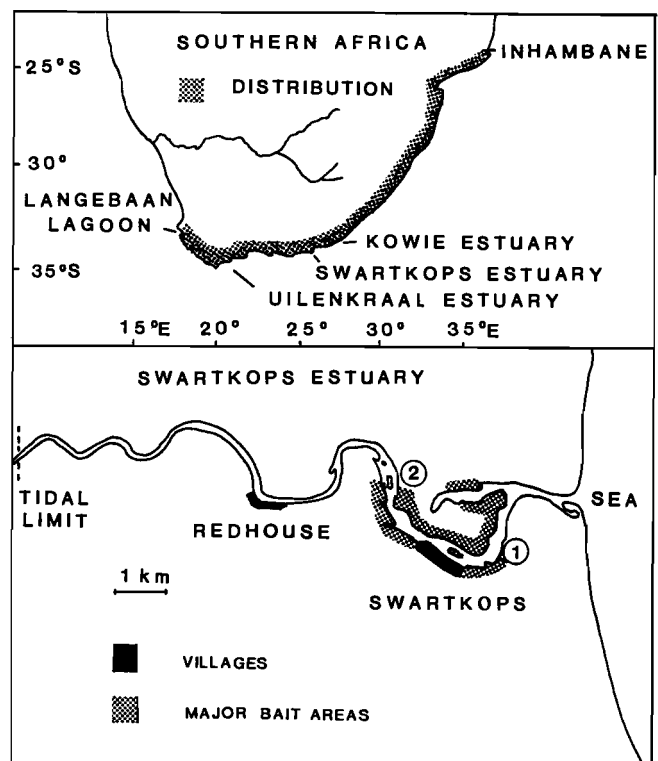 SOUTHERN AFRICA
INHAMBANE
25°S
DISTRIBUTION
30°
LANGEBAAN
LAGOON
KOWIE ESTUARY
35°S
SWARTKOPS ESTUARY
UILENKRAAL ESTUARY
15°E 20° 25° 30° 35°E
SWARTKOPS ESTUARY
2
TIDAL
LIMIT
SEA
REDHOUSE
1
1 km
SWARTKOPS
VILLAGES
MAJOR BAIT AREAS